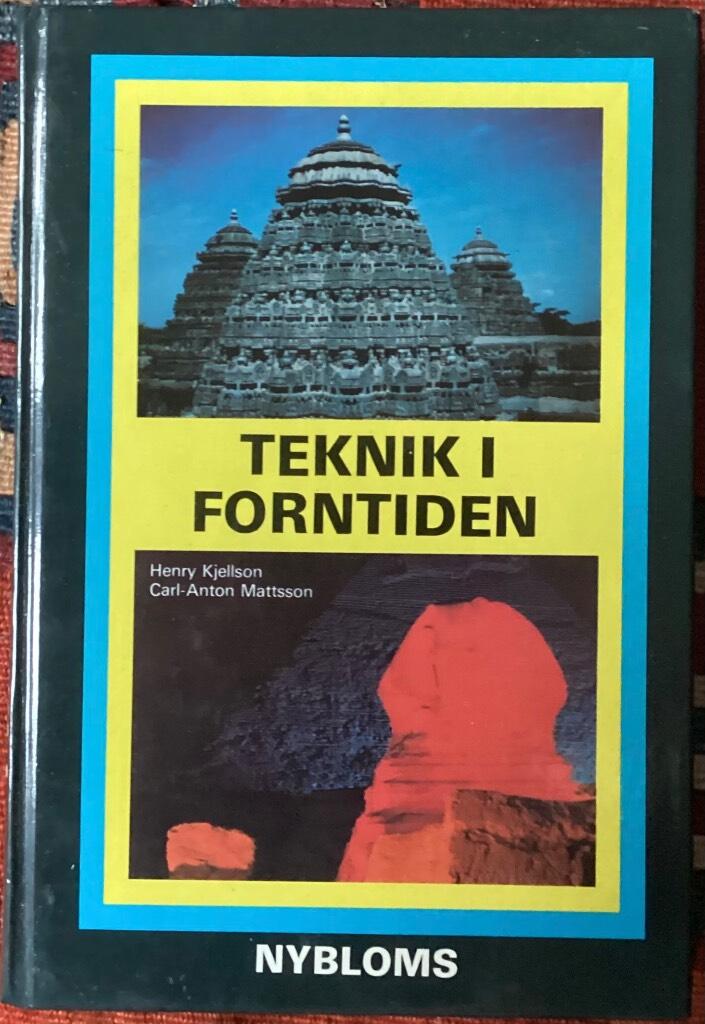 TEKNIK I
FORNTIDEN
Henry Kjellson
Carl-Anton Mattsson
NYBLOMS